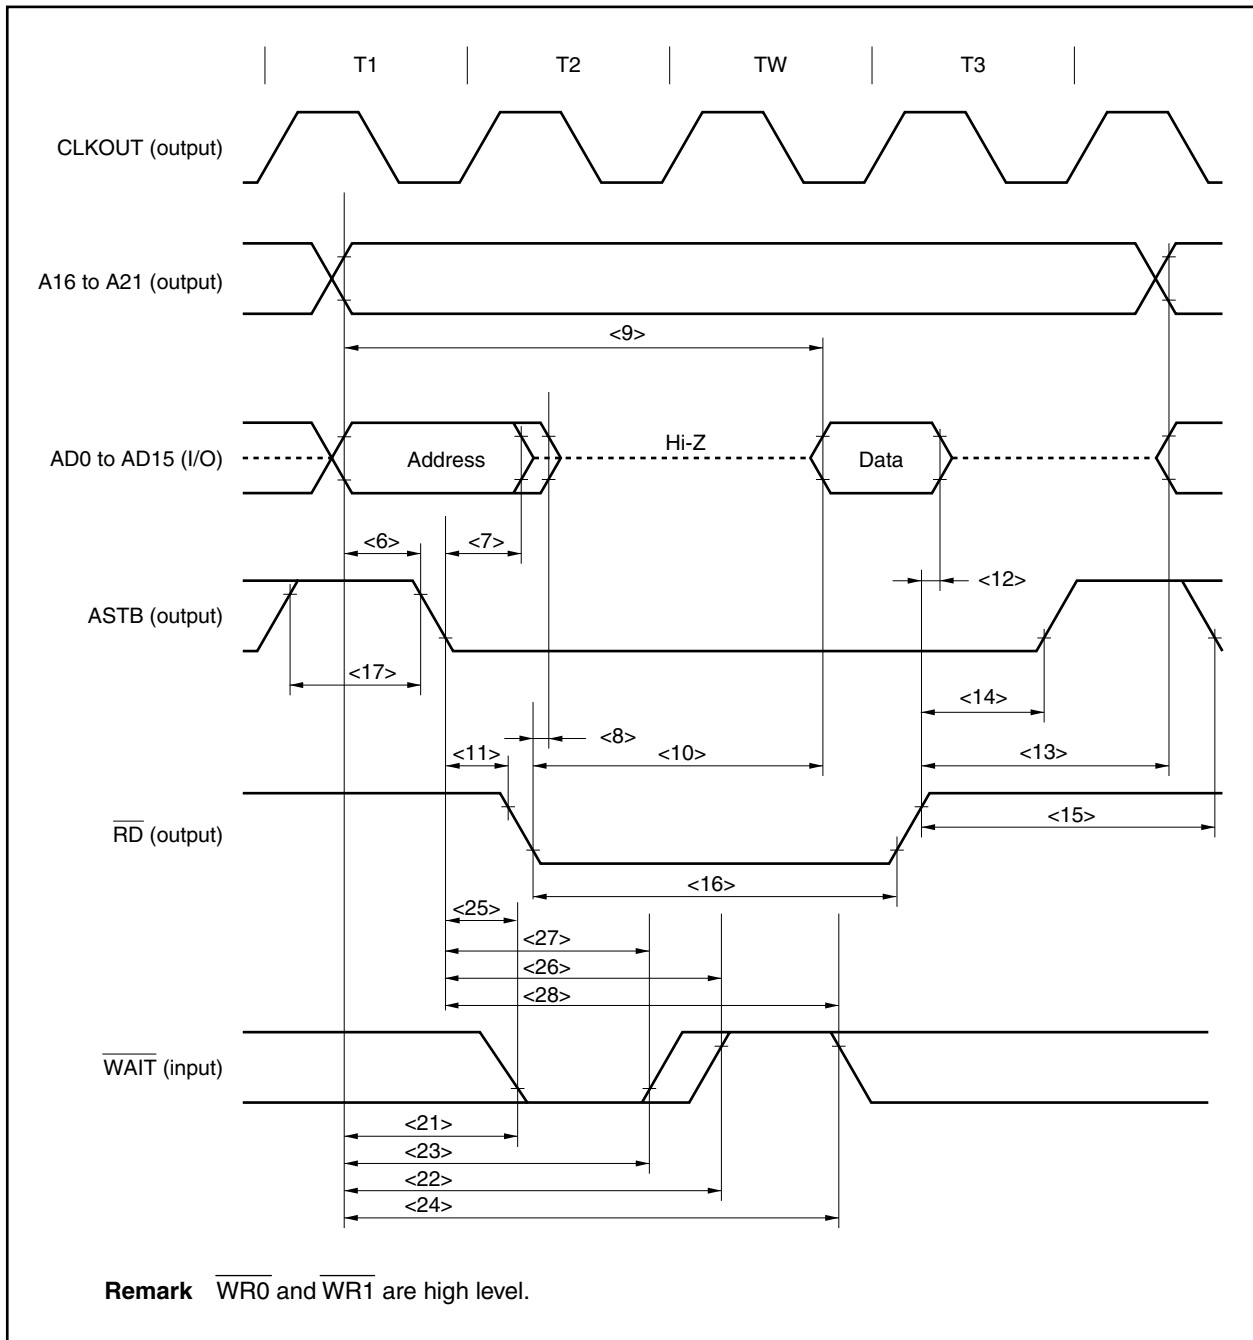 T1 T2 TW T3
CLKOUT (output)
A16 to A21 (output)
<9>
AD0 to AD15 (I/O)
Address
Hi-Z
Data
<6> <7>
<12>
ASTB (output)
<17>
<14>
<8>
<11> <10> <13>
RD (output)
<15>
<16>
<25>
<27>
<26>
<28>
WAIT (input)
<21>
<23>
<22>
<24>
Remark WR0 and WR1 are high level.